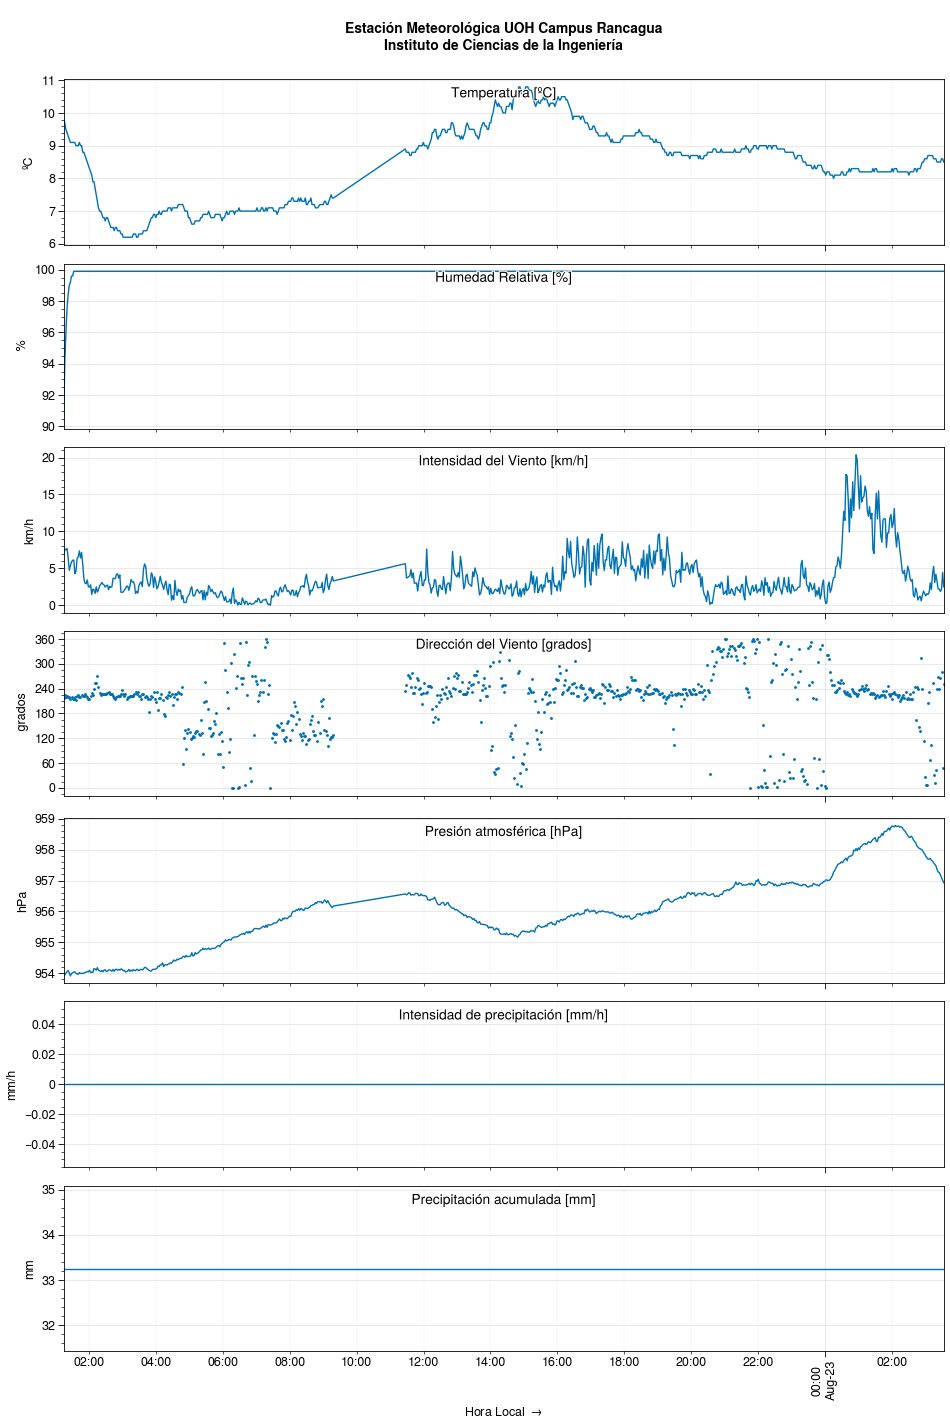 Estación Meteorológica UOH Campus Rancagua
Instituto de Ciencias de la Ingeniería
Temperatura [ºC]
11
10
9
8
7
6
ºC
Humedad Relativa [%]
100
98
96
94
92
90
%
Intensidad del Viento [km/h]
20
15
10
5
0
km/h
Dirección del Viento [grados]
360
300
240
180
120
60
0
grados
Presión atmosférica [hPa]
959
958
957
956
955
954
hPa
Intensidad de precipitación [mm/h]
0.04
0.02
0
−0.02
−0.04
mm/h
Precipitación acumulada [mm]
35
34
33
32
mm
02:00 04:00 06:00 08:00 10:00 12:00 14:00 16:00 18:00 20:00 22:00 00:00 02:00
Aug-23
Hora Local →